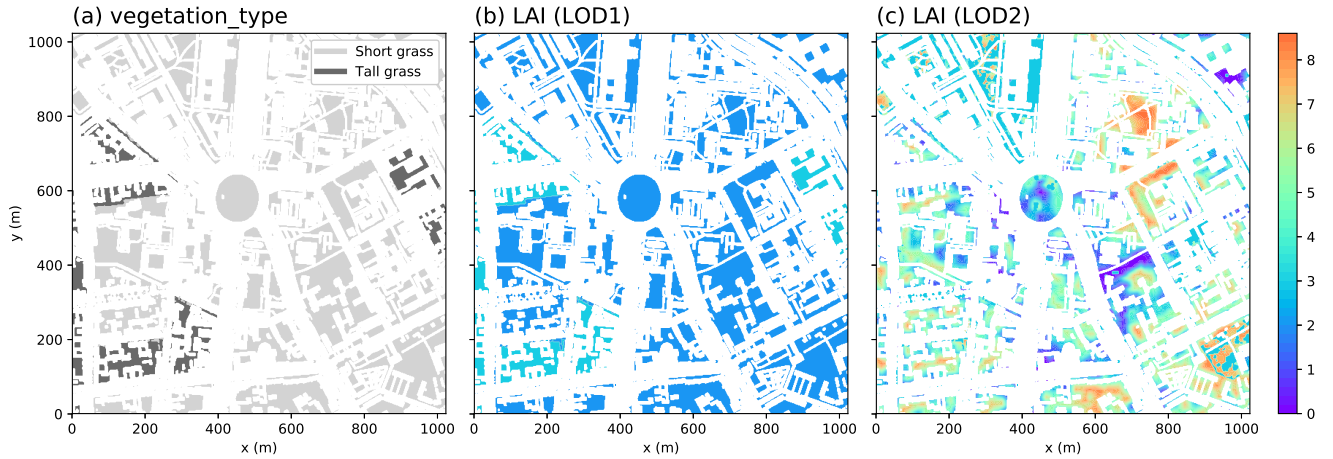 (a) vegetation_type
(b) LAI (LOD1)
(c) LAI (LOD2)
Short grass
Tall grass
y (m)
1000
800
600
400
200
0
0 200 400 600 800 1000
x (m)
0 200 400 600 800 1000
x (m)
0 200 400 600 800 1000
x (m)
8
7
6
5
4
3
2
1
0